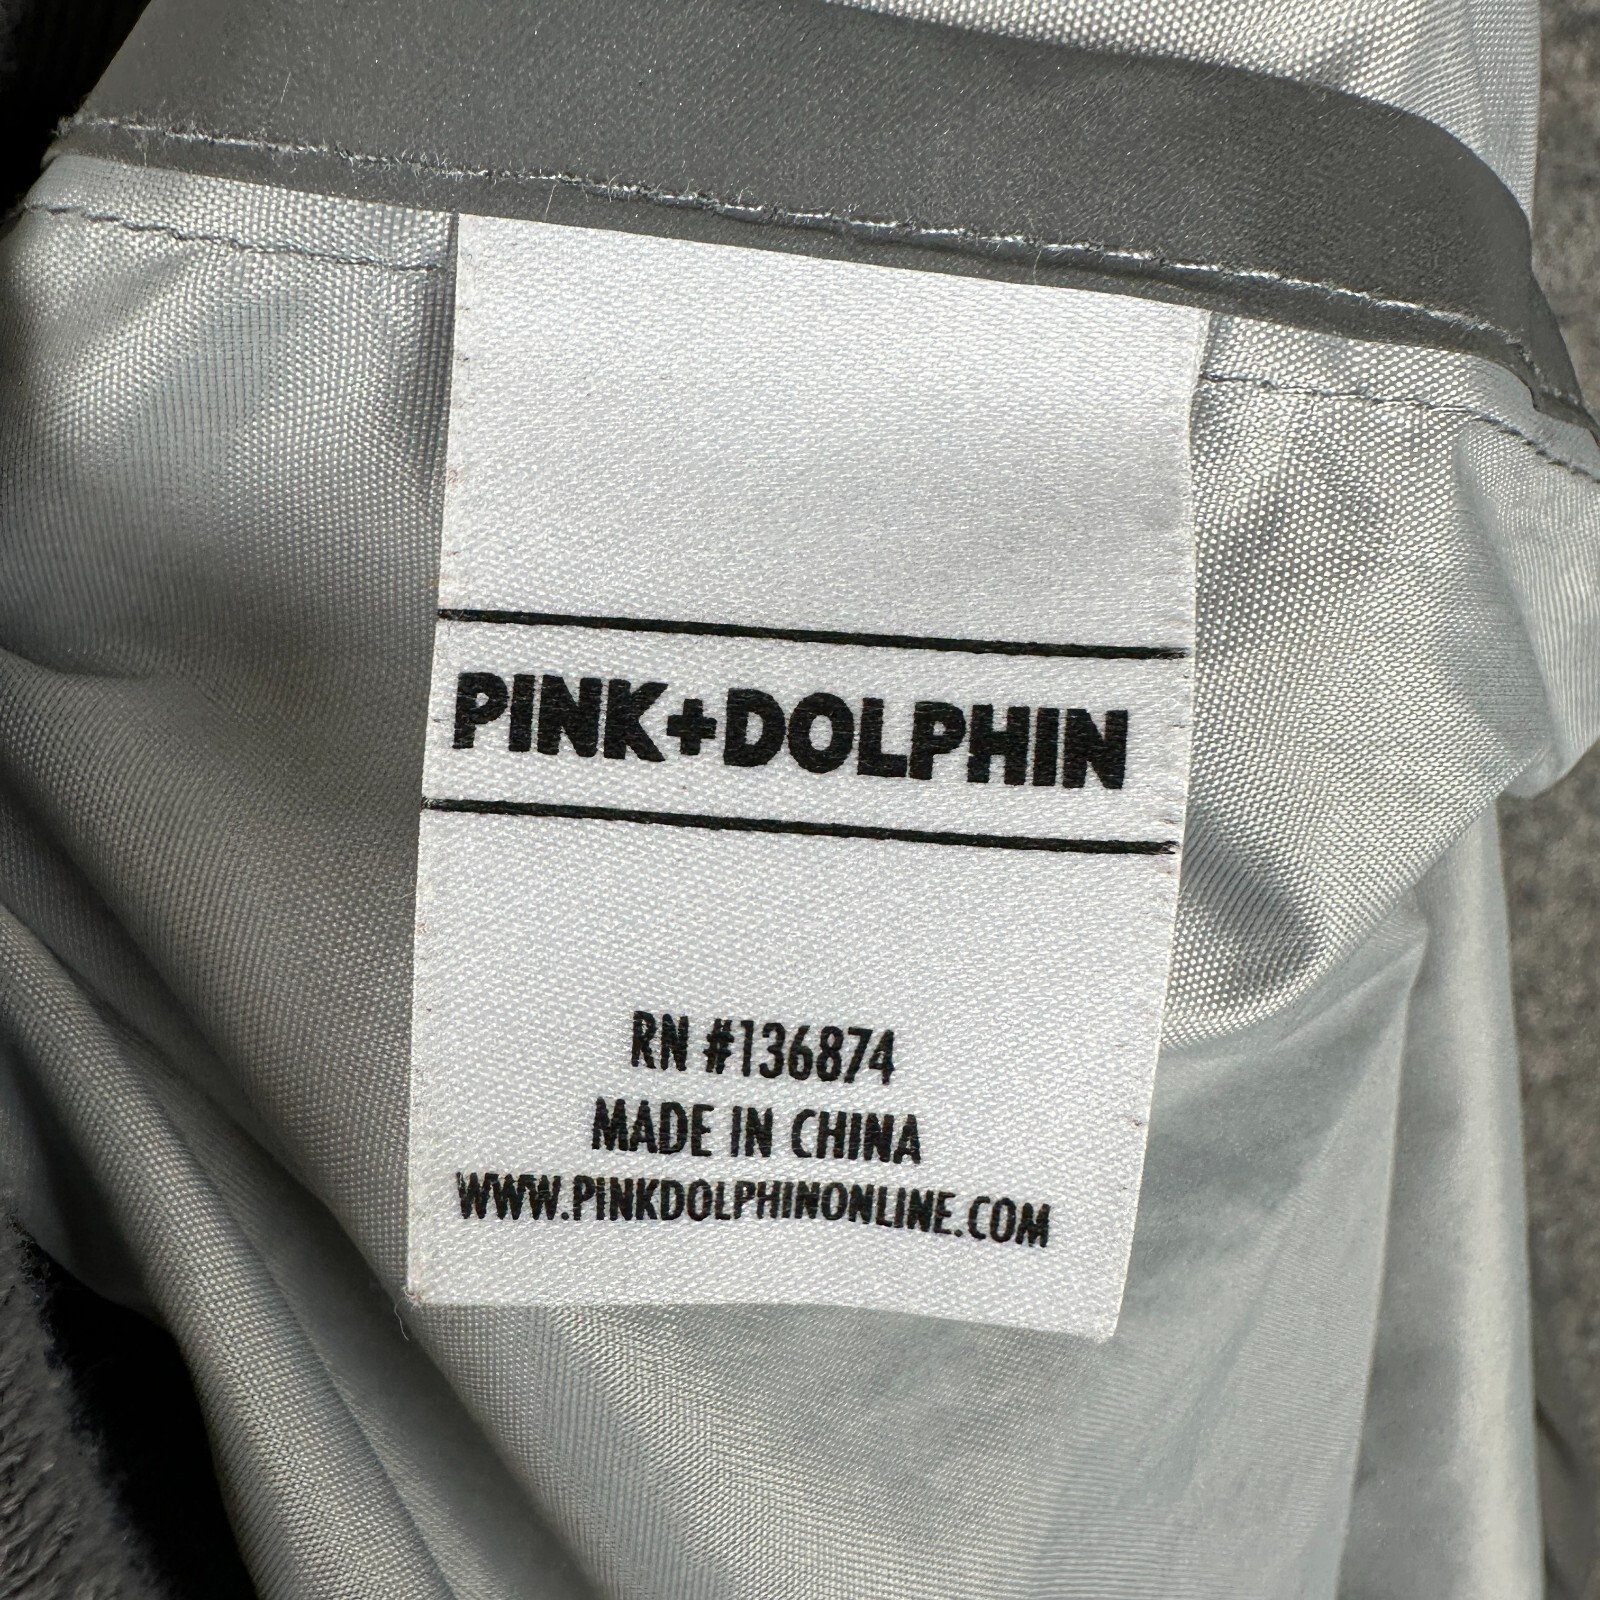 PINK+DOLPHIN
RN #136874
MADE IN CHINA
WWW.PINKDOLPHINONLINE.COM